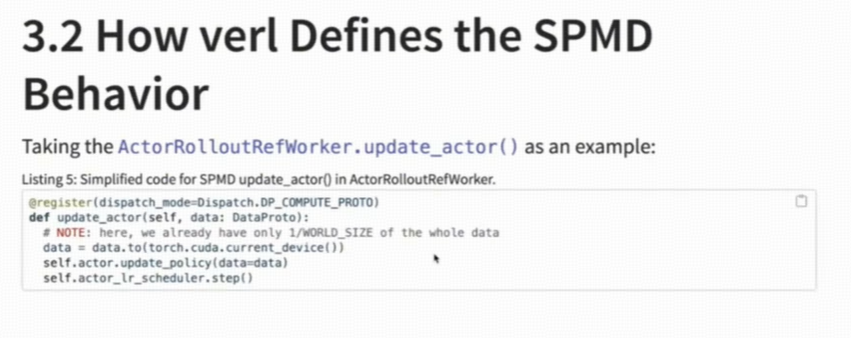 3.2 How verl Defines the SPMD
Behavior
Taking the ActorRolloutRefWorker.update_actor() as an example:
Listing 5: Simplified code for SPMD update_actor() in ActorRolloutRefWorker.
@register(dispatch_mode=Dispatch.DP_COMPUTE_PROTO)
def update_actor(self, data: DataProto):
  # NOTE: here, we already have only 1/WORLD_SIZE of the whole data
  data = data.to(torch.cuda.current_device())
  self.actor.update_policy(data=data)
  self.actor_lr_scheduler.step()